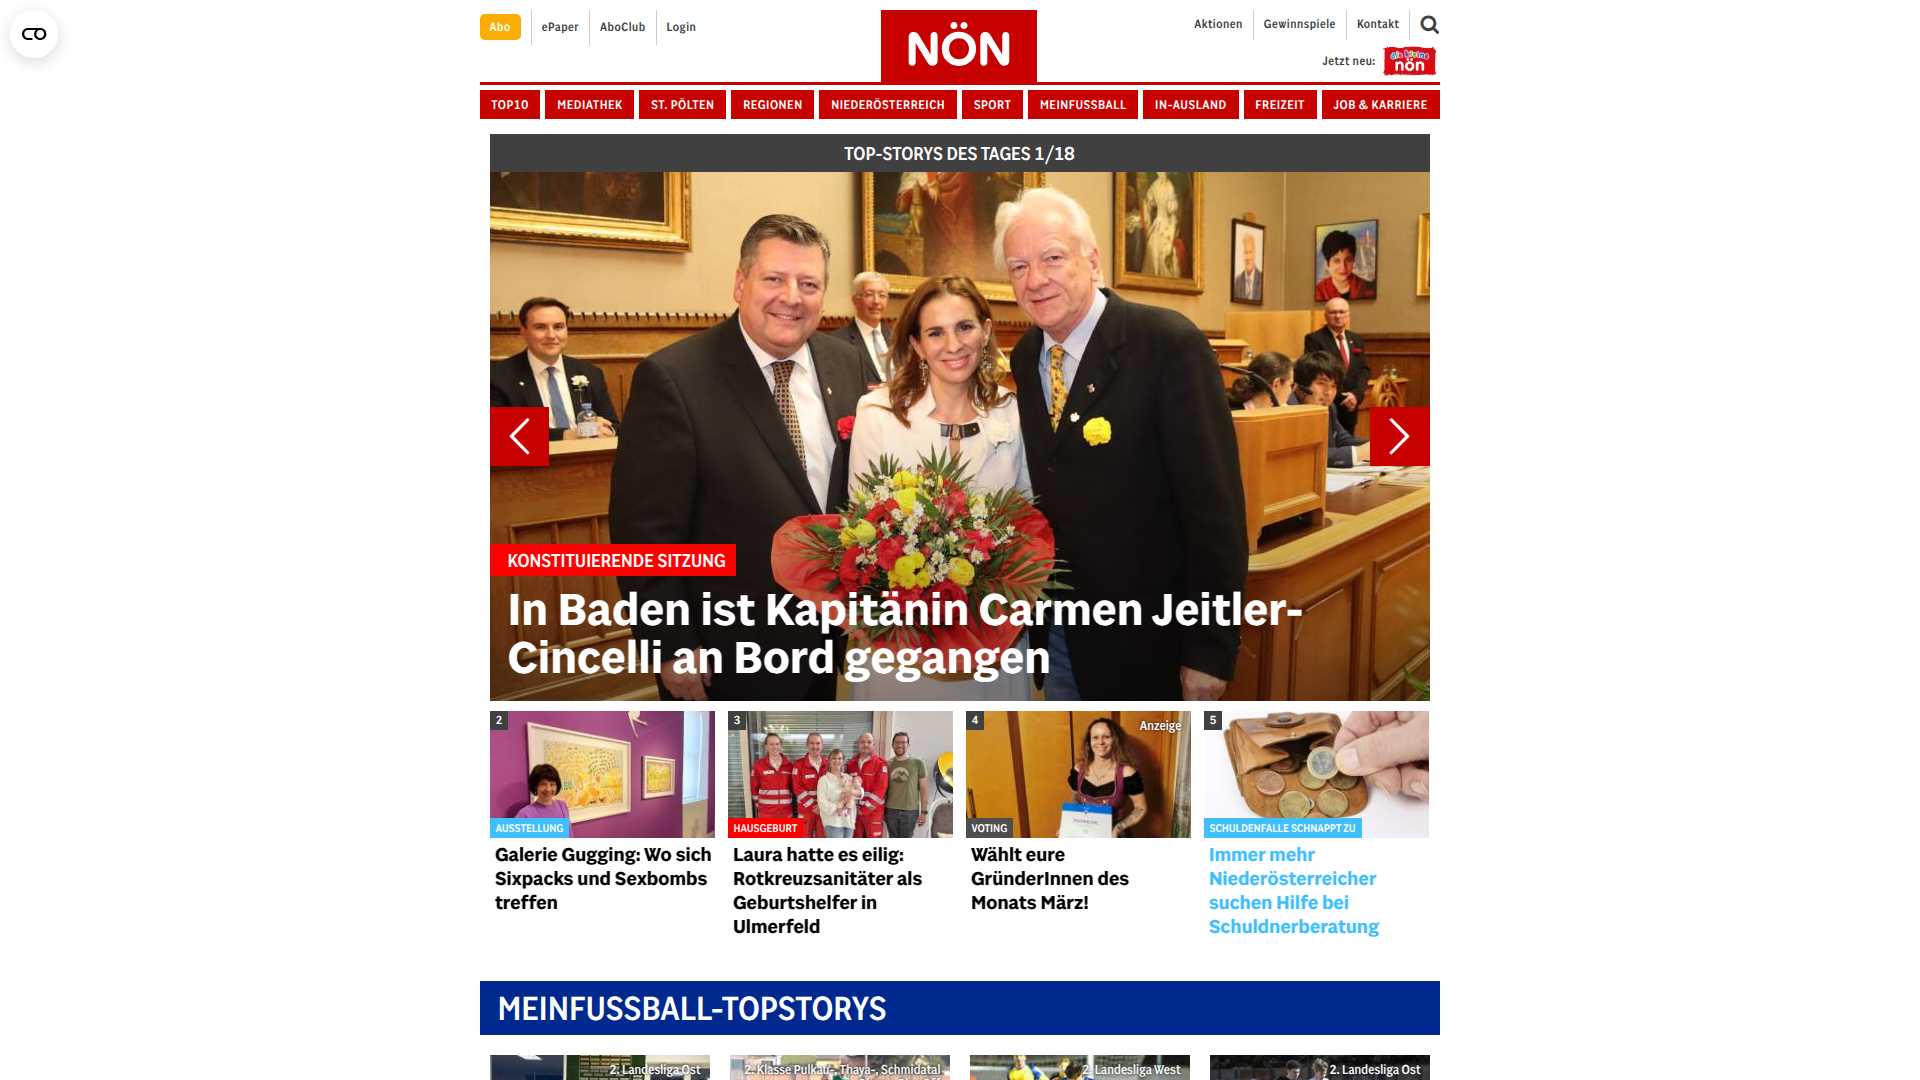 Abo
ePaper
AboClub
Login
NÖN
Aktionen
Gewinnspiele
Kontakt
Jetzt neu:
die kleine
nön
TOP10
MEDIATHEK
ST. PÖLTEN
REGIONEN
NIEDERÖSTERREICH
SPORT
MEINFUSSBALL
IN-AUSLAND
FREIZEIT
JOB & KARRIERE
TOP-STORYS DES TAGES 1/18
KONSTITUIERENDE SITZUNG
In Baden ist Kapitänin Carmen Jeitler-
Cincelli an Bord gegangen
2
AUSSTELLUNG
Galerie Gugging: Wo sich
Sixpacks und Sexbombs
treffen
3
HAUSGEBURT
Laura hatte es eilig:
Rotkreuzsanitäter als
Geburtshelfer in
Ulmerfeld
4
Anzeige
VOTING
Wählt eure
GründerInnen des
Monats März!
5
SCHULDENFALLE SCHNAPPT ZU
Immer mehr
Niederösterreicher
suchen Hilfe bei
Schuldnerberatung
MEINFUSSBALL-TOPSTORYS
2. Landesliga Ost
2. Klasse Pulkau-, Thaya-, Schmidatal
2. Landesliga West
2. Landesliga Ost